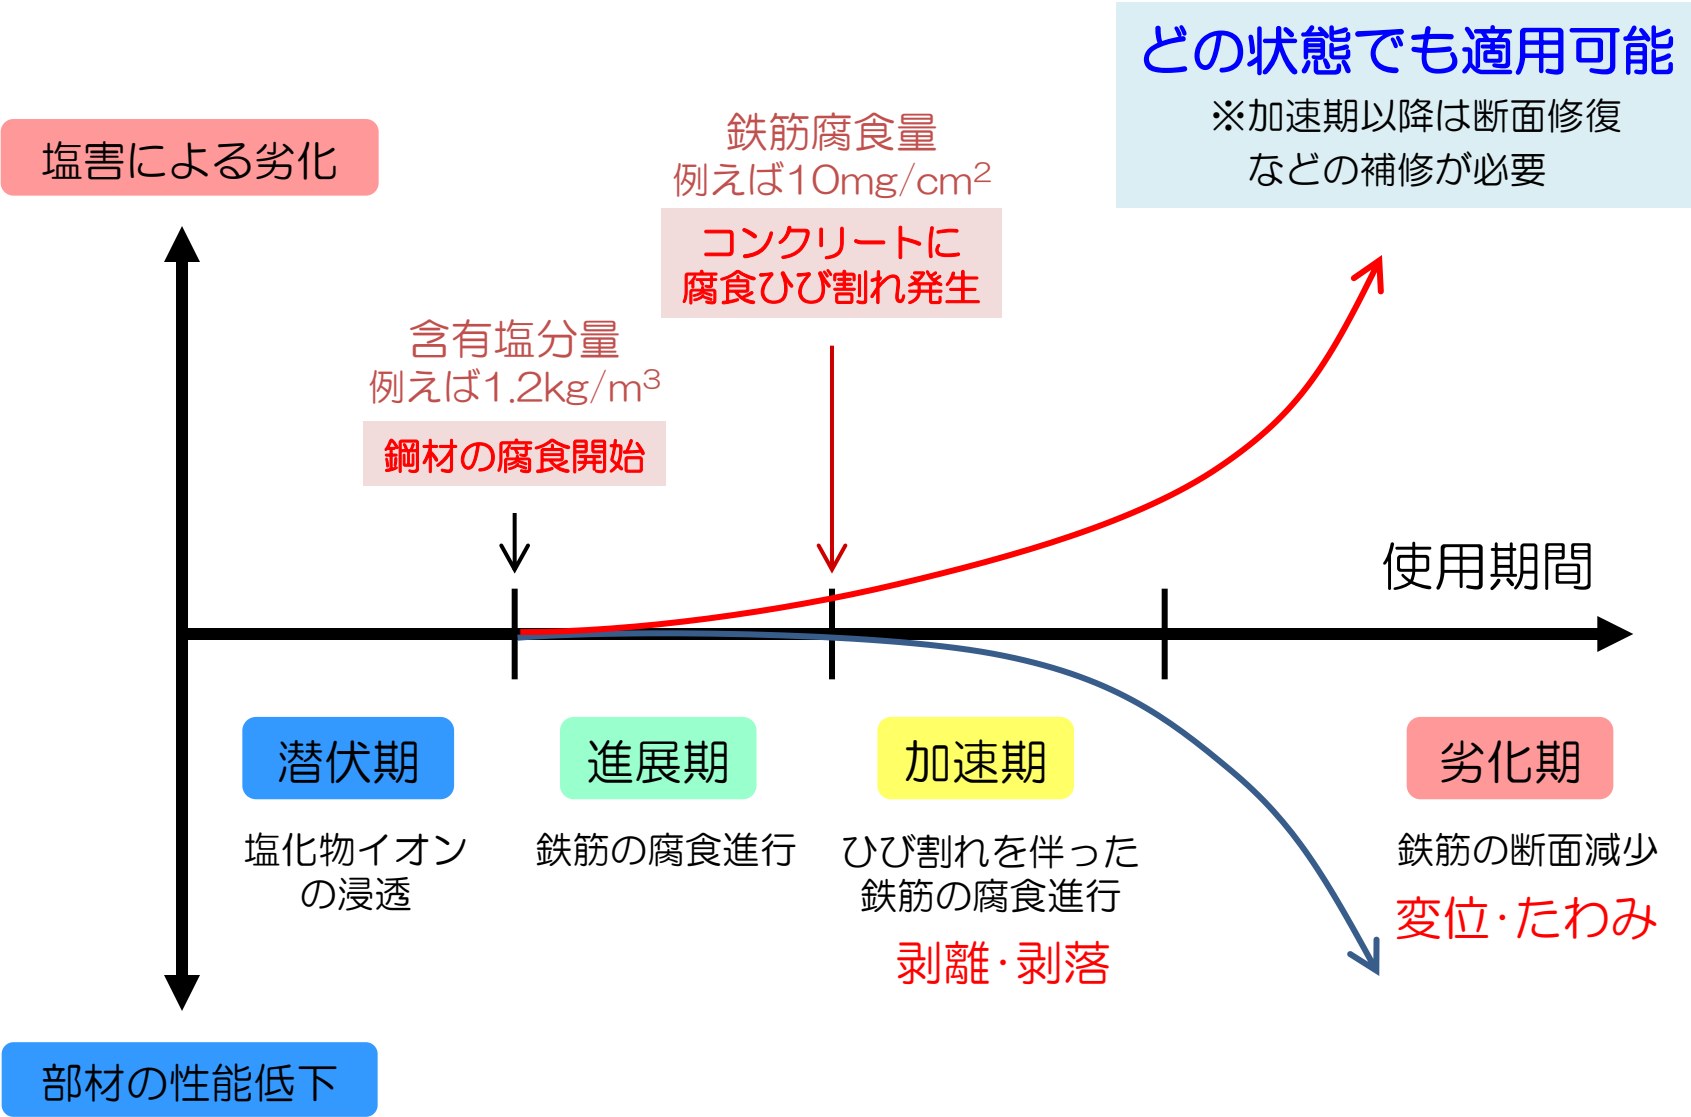 どの状態でも適用可能
※加速期以降は断面修復
などの補修が必要
塩害による劣化
鉄筋腐食量
例えば10mg/cm²
コンクリートに
腐食ひび割れ発生
含有塩分量
例えば1.2kg/m³
鋼材の腐食開始
使用期間
潜伏期
塩化物イオン
の浸透
進展期
鉄筋の腐食進行
加速期
ひび割れを伴った
鉄筋の腐食進行
剥離・剥落
劣化期
鉄筋の断面減少
変位・たわみ
部材の性能低下